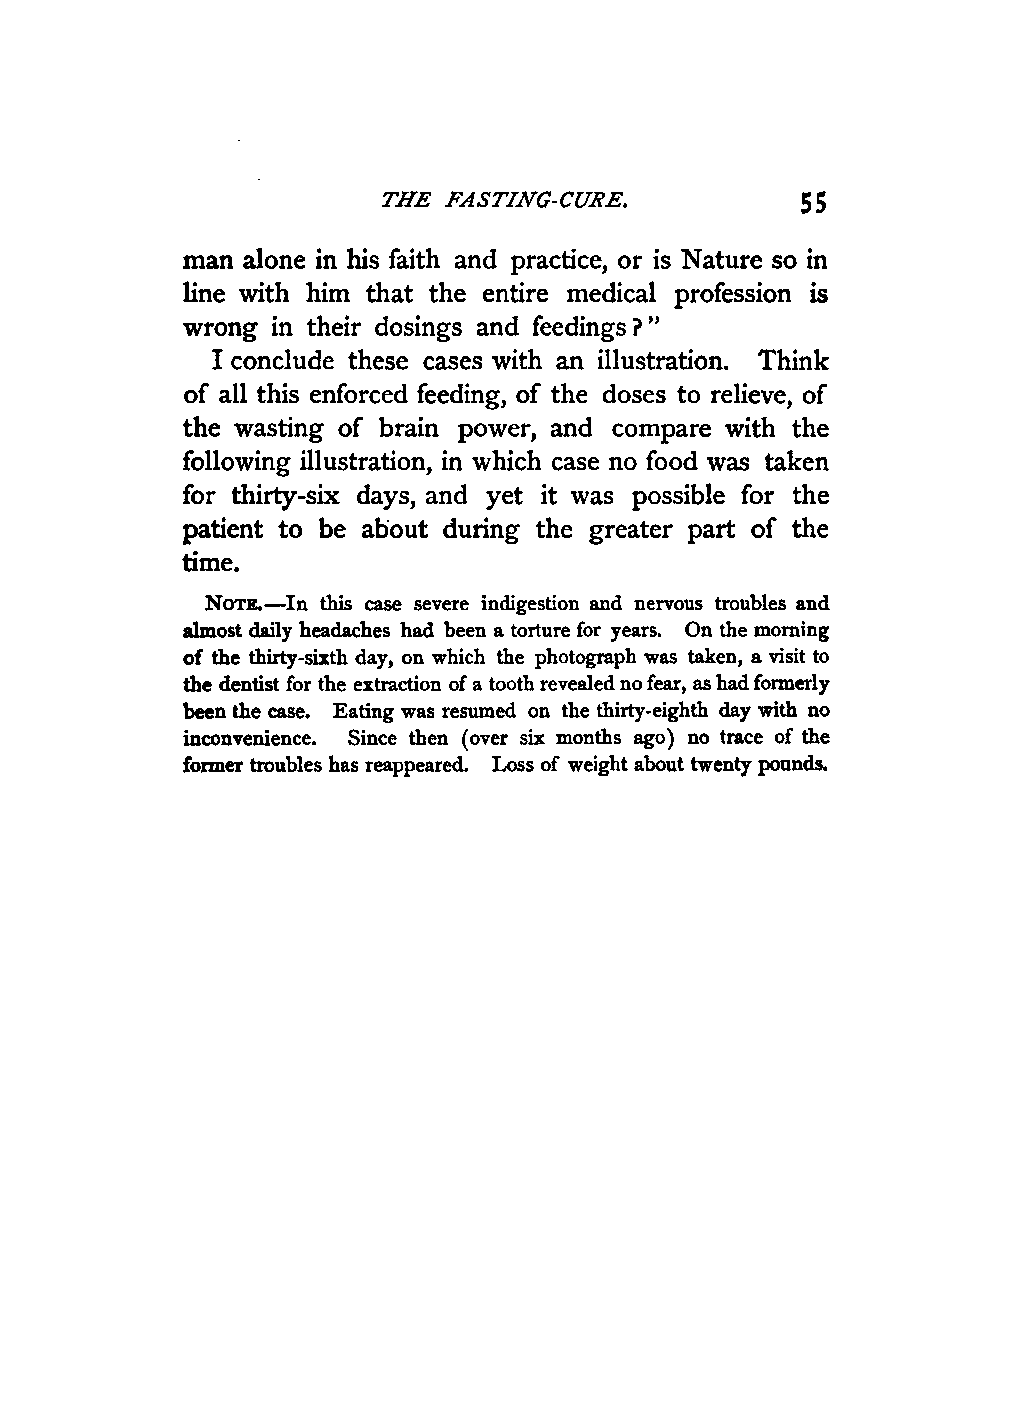 THE FASTING-CURE. 55
man alone in his faith and practice, or is Nature so in
line with him that the entire medical profession is
wrong in their dosings and feedings?"
I conclude these cases with an illustration. Think
of all this enforced feeding, of the doses to relieve, of
the wasting of brain power, and compare with the
following illustration, in which case no food was taken
for thirty-six days, and yet it was possible for the
patient to be about during the greater part of the
time.
NOTE.—In this case severe indigestion and nervous troubles and
almost daily headaches had been a torture for years. On the morning
of the thirty-sixth day, on which the photograph was taken, a visit to
the dentist for the extraction of a tooth revealed no fear, as had formerly
been the case. Eating was resumed on the thirty-eighth day with no
inconvenience. Since then (over six months ago) no trace of the
former troubles has reappeared. Loss of weight about twenty pounds.